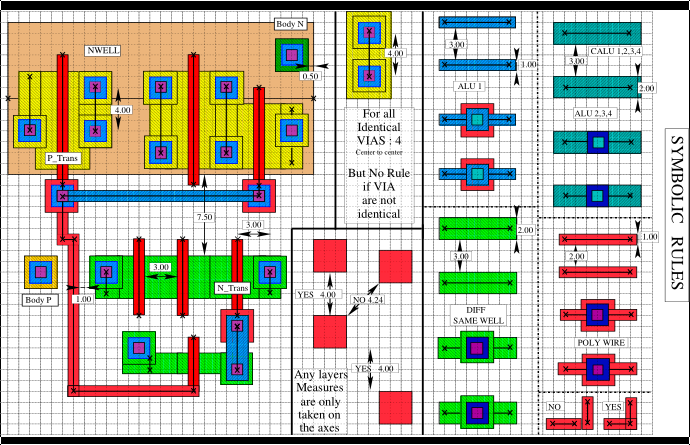 Body N
NWELL
0.50
4.00
P_Trans
7.50
3.00
3.00
N_Trans
Body P
1.00
4.00
For all
Identical
VIAS : 4
Center to center
But No Rule
if VIA
are not
identical
YES 4.00
NO 4.24
YES 4.00
Any layers
Measures
are only
taken on
the axes
3.00
1.00
ALU 1
2.00
3.00
DIFF
SAME WELL
CALU 1,2,3,4
3.00
2.00
ALU 2,3,4
1.00
2.00
POLY WIRE
NO
YES
SYMBOLIC RULES